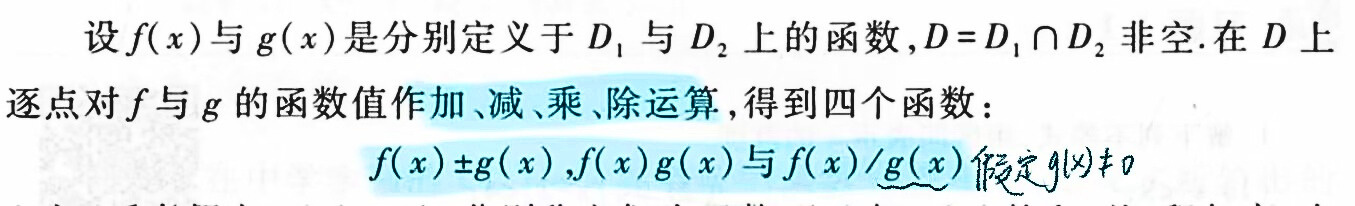 设f(x)与g(x)是分别定义于D₁与D₂上的函数,D=D₁∩D₂非空.在D上
逐点对f与g的函数值作加、减、乘、除运算,得到四个函数:
f(x)±g(x),f(x)g(x)与f(x)/g(x) 假定g(x)≠0